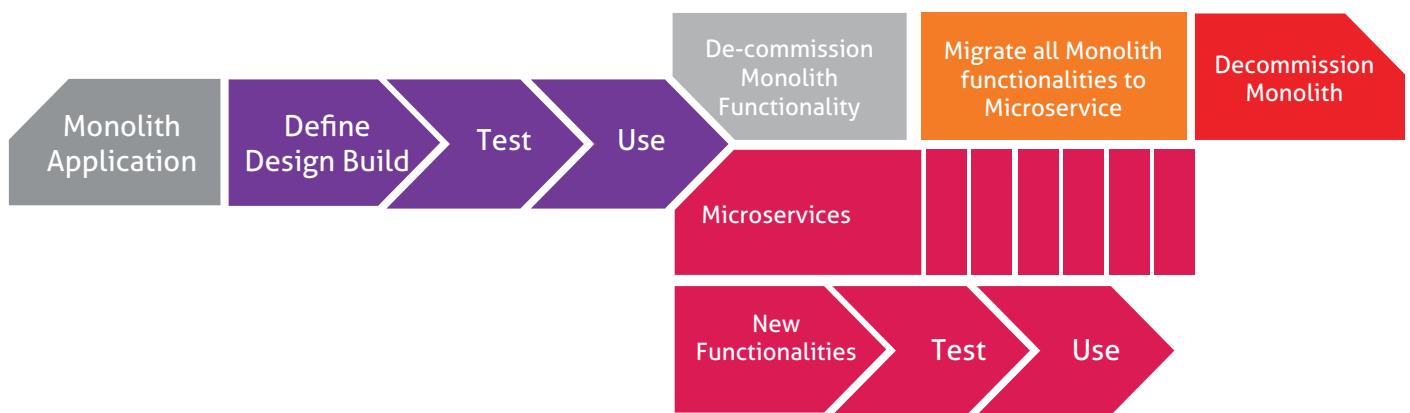 Monolith
Application
Define
Design Build
Test
Use
De-commission
Monolith
Functionality
Migrate all Monolith
functionalities to
Microservice
Decommission
Monolith
Microservices
New
Functionalities
Test
Use